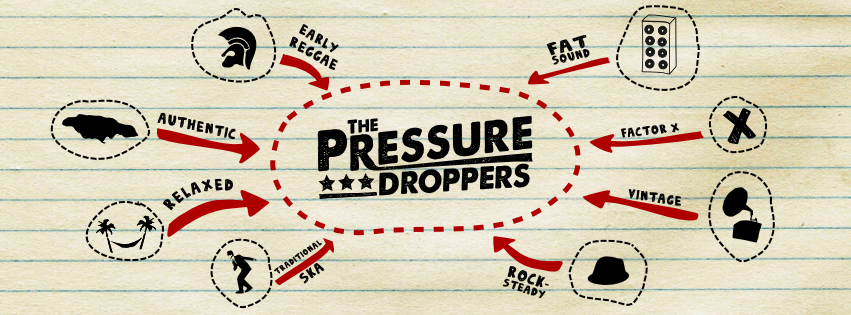 EARLY
REGGAE
FAT
SOUND
AUTHENTIC
FACTOR X
THE
PRESSURE
DROPPERS
RELAXED
VINTAGE
TRADITIONAL
SKA
ROCK-
STEADY